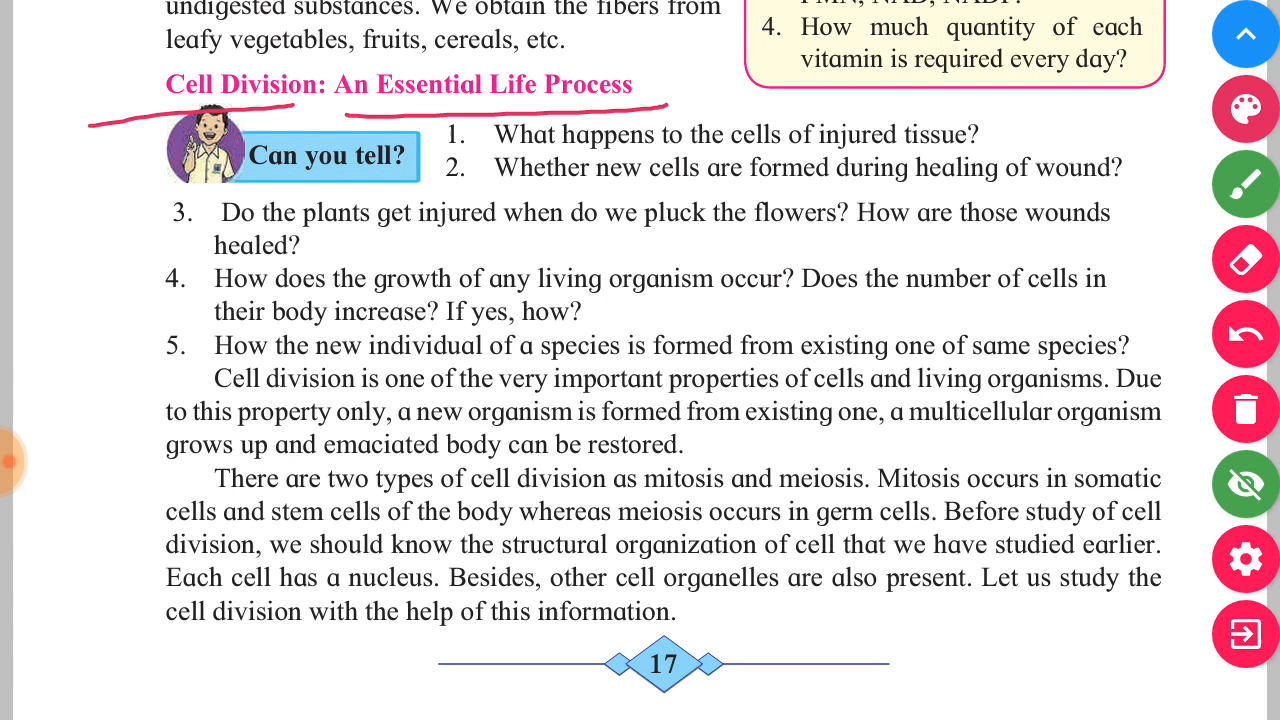 undigested substances. We obtain the fibers from
leafy vegetables, fruits, cereals, etc.
FMN, NAD, NADP?
4. How much quantity of each
vitamin is required every day?
Cell Division: An Essential Life Process
Can you tell?
1. What happens to the cells of injured tissue?
2. Whether new cells are formed during healing of wound?
3. Do the plants get injured when do we pluck the flowers? How are those wounds
healed?
4. How does the growth of any living organism occur? Does the number of cells in
their body increase? If yes, how?
5. How the new individual of a species is formed from existing one of same species?
Cell division is one of the very important properties of cells and living organisms. Due
to this property only, a new organism is formed from existing one, a multicellular organism
grows up and emaciated body can be restored.
There are two types of cell division as mitosis and meiosis. Mitosis occurs in somatic
cells and stem cells of the body whereas meiosis occurs in germ cells. Before study of cell
division, we should know the structural organization of cell that we have studied earlier.
Each cell has a nucleus. Besides, other cell organelles are also present. Let us study the
cell division with the help of this information.
17